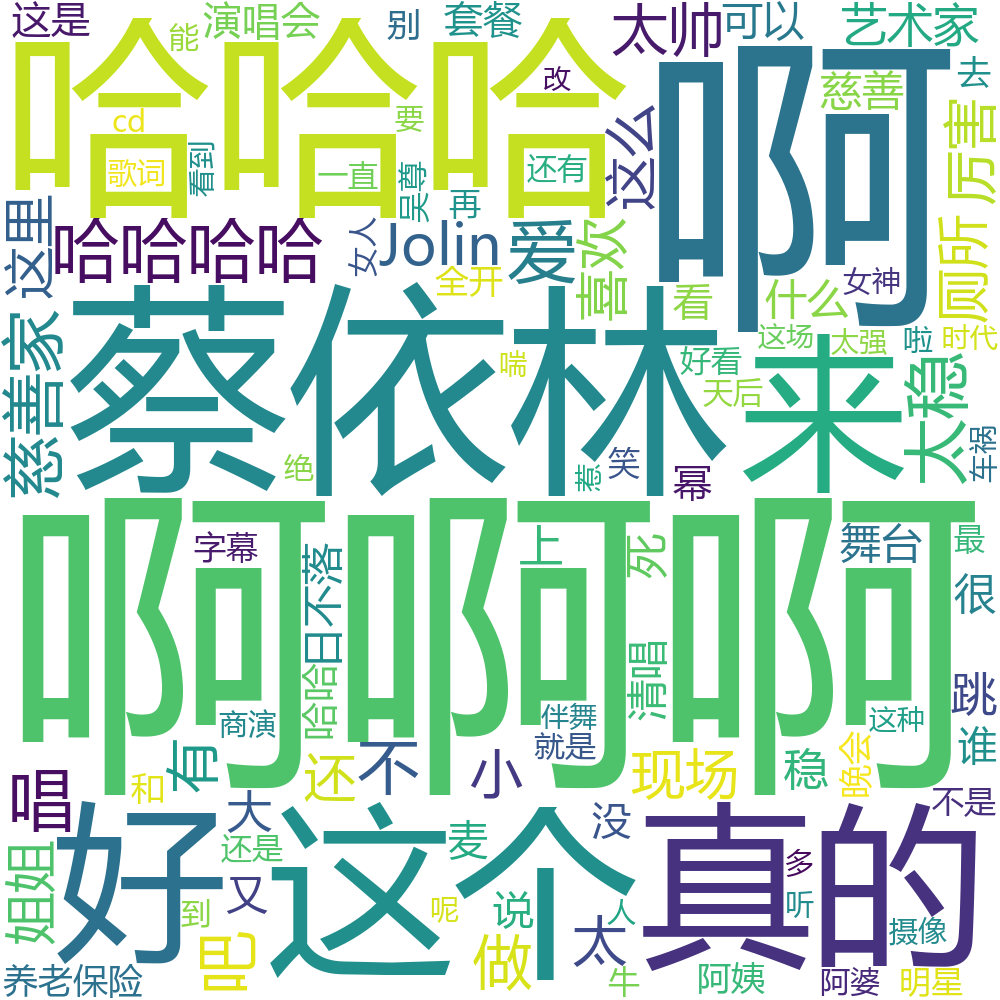 这是
能
演唱会
别
套餐
太帅
可以
艺术家
哈哈哈
啊
改
去
慈善
cd
要
这么
厉害
歌词
看到
一直
吴尊
还有
再
这里
哈哈哈哈
女人
Jolin
爱
喜欢
厕所
全开
看
什么
女神
慈善家
蔡依林
来
喘
好看
这场
太强
啦
时代
天后
太稳
绝
惹
笑
幂
车祸
啊啊啊
字幕
日不落
上
死
舞台
最
很
哈哈
清唱
跳
商演
伴舞
这种
就是
谁
有
还
不
小
现场
稳
晚会
唱
和
大
没
不是
好
这个
真的
还是
麦
姐姐
又
多
到
呢
说
人
听
吧
做
太
摄像
养老保险
牛
阿姨
阿婆
明星